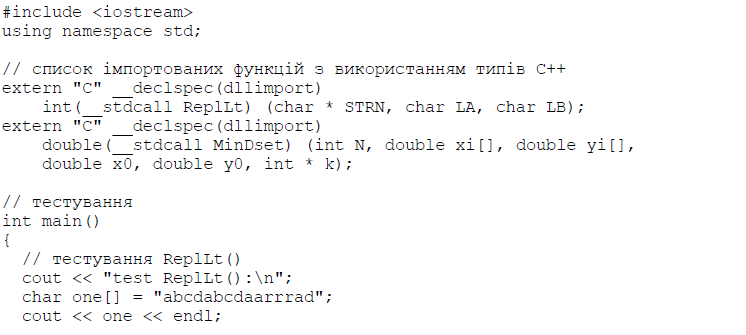 #include <iostream>
using namespace std;

// список імпортованих функцій з використанням типів C++
extern "C" __declspec(dllimport)
    int(__stdcall ReplLt) (char * STRN, char LA, char LB);
extern "C" __declspec(dllimport)
    double(__stdcall MinDset) (int N, double xi[], double yi[],
    double x0, double y0, int * k);

// тестування
int main()
{
  // тестування ReplLt()
  cout << "test ReplLt():\n";
  char one[] = "abcdabcdaarrrad";
  cout << one << endl;